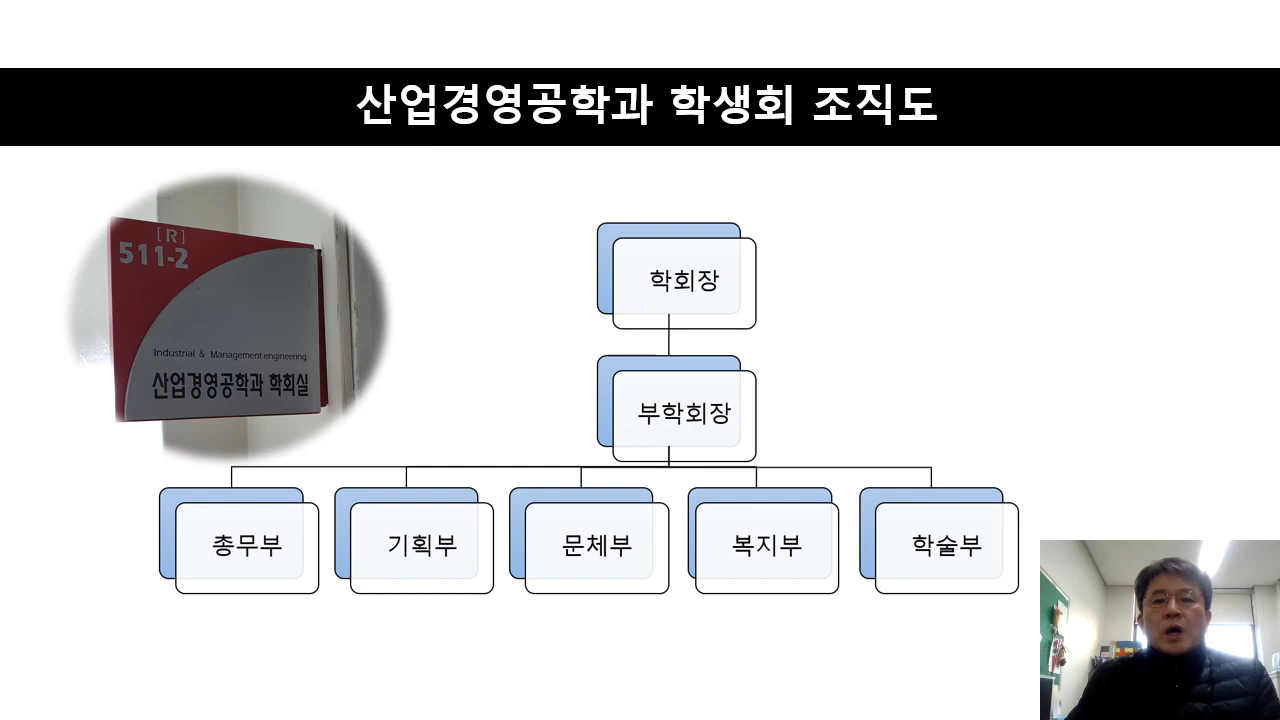 산업경영공학과 학생회 조직도
[R]
511-2
Industrial & Management engineering
산업경영공학과 학회실
학회장
부학회장
총무부
기획부
문체부
복지부
학술부